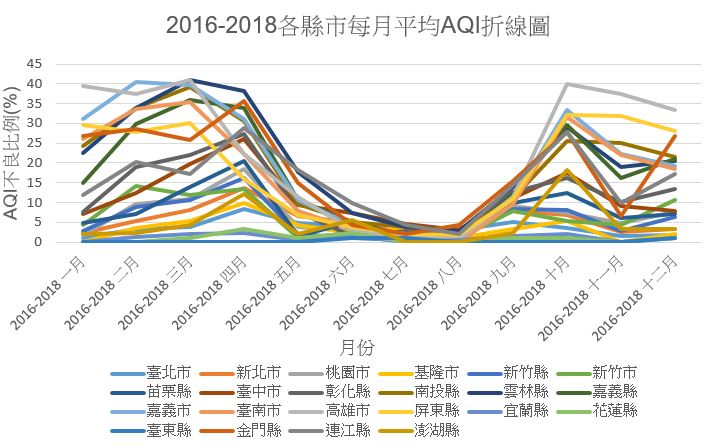 2016-2018各縣市每月平均AQI折線圖
AQI不良比例(%)
45
40
35
30
25
20
15
10
5
0
2016-2018 一月
2016-2018 二月
2016-2018 三月
2016-2018 四月
2016-2018 五月
2016-2018 六月
2016-2018 七月
2016-2018 八月
2016-2018 九月
2016-2018 十月
2016-2018 十一月
2016-2018 十二月
月份
臺北市 新北市 桃園市 基隆市 新竹縣 新竹市
苗栗縣 臺中市 彰化縣 南投縣 雲林縣 嘉義縣
嘉義市 臺南市 高雄市 屏東縣 宜蘭縣 花蓮縣
臺東縣 金門縣 連江縣 澎湖縣